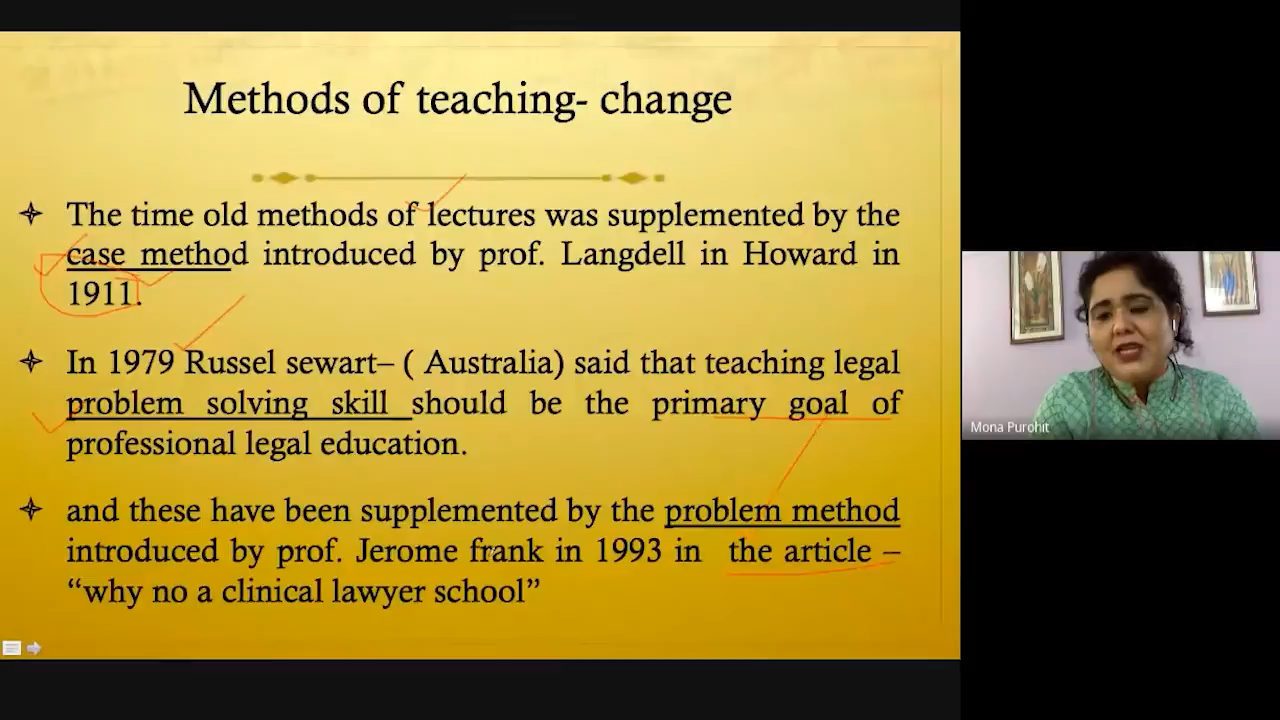 Methods of teaching- change
The time old methods of lectures was supplemented by the
case method introduced by prof. Langdell in Howard in
1911.
In 1979 Russel sewart– ( Australia) said that teaching legal
problem solving skill should be the primary goal of
professional legal education.
and these have been supplemented by the problem method
introduced by prof. Jerome frank in 1993 in the article –
“why no a clinical lawyer school”
Mona Purohit